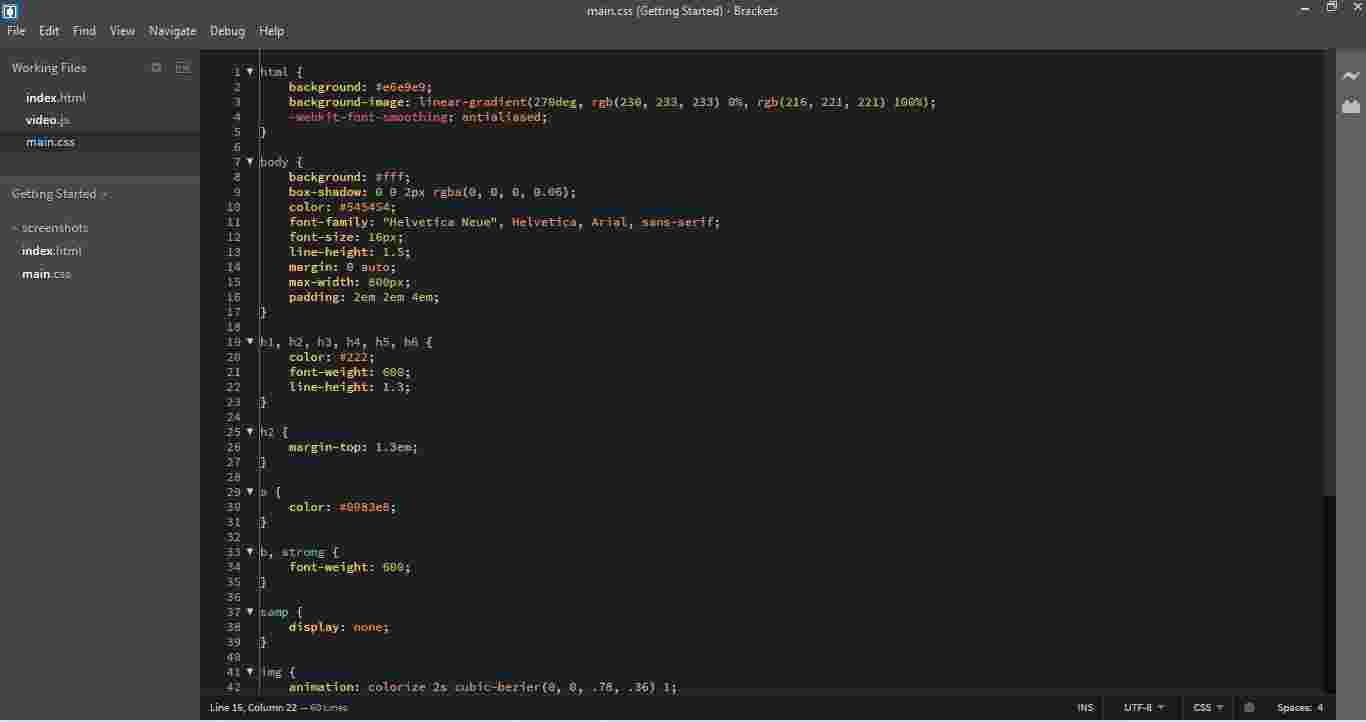 main.css (Getting Started) - Brackets
File Edit Find View Navigate Debug Help
Working Files
index.html
video.js
main.css
Getting Started
screenshots
index.html
main.css
1 html {
2 background: #e6e9e9;
3 background-image: linear-gradient(270deg, rgb(230, 233, 233) 0%, rgb(216, 221, 221) 100%);
4 -webkit-font-smoothing: antialiased;
5 }
6
7 body {
8 background: #fff;
9 box-shadow: 0 0 2px rgba(0, 0, 0, 0.06);
10 color: #545454;
11 font-family: "Helvetica Neue", Helvetica, Arial, sans-serif;
12 font-size: 16px;
13 line-height: 1.5;
14 margin: 0 auto;
15 max-width: 800px;
16 padding: 2em 2em 4em;
17 }
18
19 h1, h2, h3, h4, h5, h6 {
20 color: #222;
21 font-weight: 600;
22 line-height: 1.3;
23 }
24
25 h2 {
26 margin-top: 1.3em;
27 }
28
29 a {
30 color: #0083e8;
31 }
32
33 b, strong {
34 font-weight: 600;
35 }
36
37 samp {
38 display: none;
39 }
40
41 img {
42 animation: colorize 2s cubic-bezier(0, 0, .78, .36) 1;
Line 15, Column 22 — 60 Lines
INS UTF-8 CSS Spaces: 4